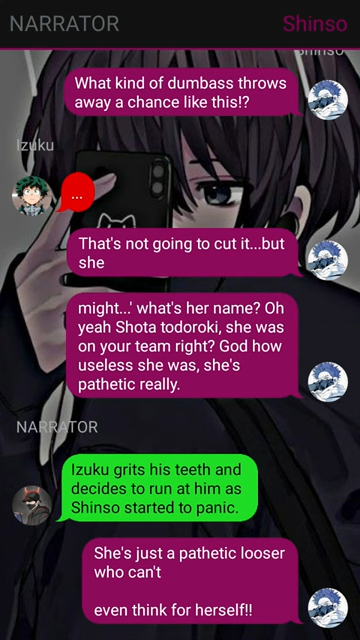 NARRATOR
Shinso
Shinso
What kind of dumbass throws
away a chance like this!?
Izuku
...
That's not going to cut it...but
she
might...' what's her name? Oh
yeah Shota todoroki, she was
on your team right? God how
useless she was, she's
pathetic really.
NARRATOR
Izuku grits his teeth and
decides to run at him as
Shinso started to panic.
She's just a pathetic looser
who can't
even think for herself!!